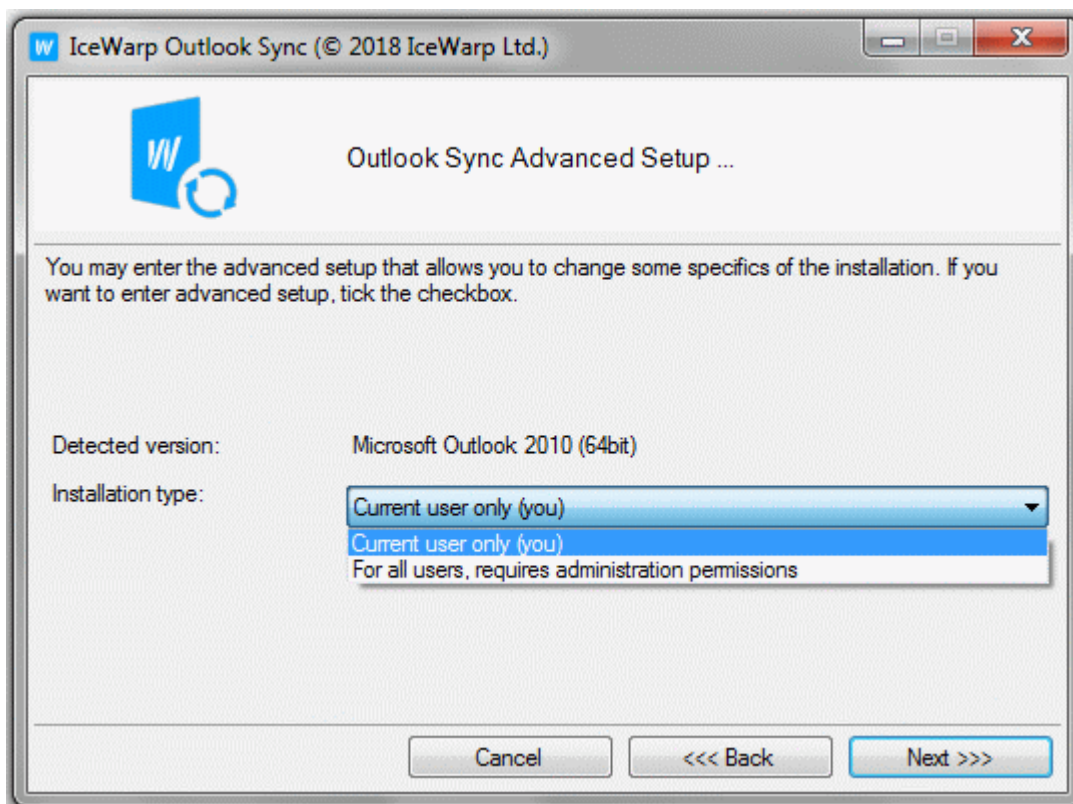 W IceWarp Outlook Sync (© 2018 IceWarp Ltd.)
W
Outlook Sync Advanced Setup ...
You may enter the advanced setup that allows you to change some specifics of the installation. If you
want to enter advanced setup, tick the checkbox.
Detected version: Microsoft Outlook 2010 (64bit)
Installation type: Current user only (you)
Current user only (you)
For all users, requires administration permissions
Cancel <<< Back Next >>>